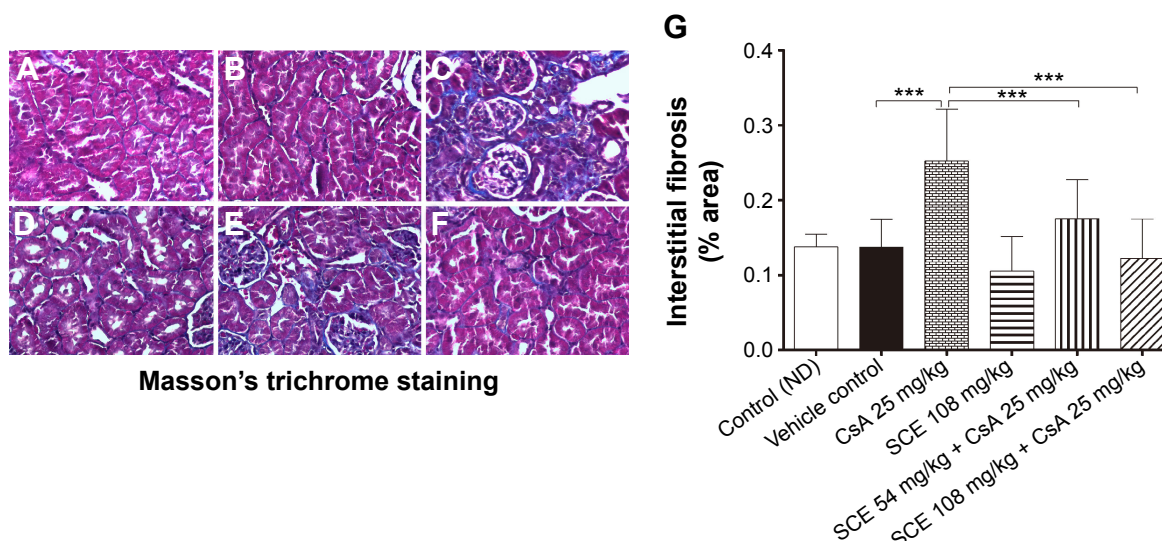 A
B
C
D
E
F
Masson's trichrome staining
G
Interstitial fibrosis
(% area)
0.4
0.3
0.2
0.1
0.0
***
***
***
Control (ND)
Vehicle control
CsA 25 mg/kg
SCE 108 mg/kg
SCE 54 mg/kg + CsA 25 mg/kg
SCE 108 mg/kg + CsA 25 mg/kg